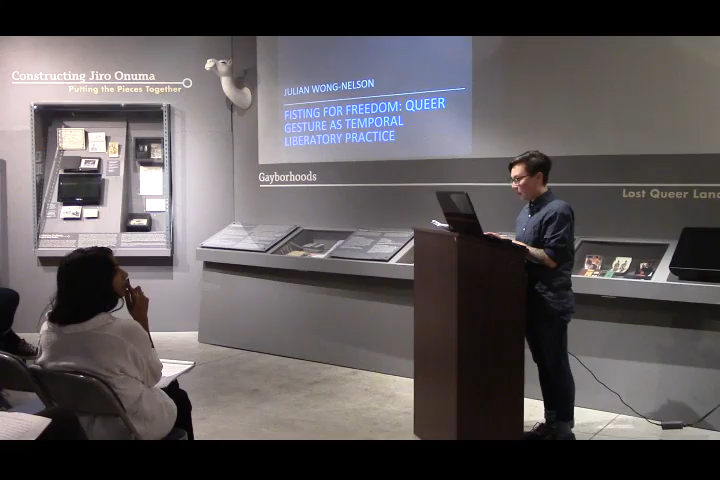 Constructing Jiro Onuma
Putting the Pieces Together
JULIAN WONG-NELSON
FISTING FOR FREEDOM: QUEER
GESTURE AS TEMPORAL
LIBERATORY PRACTICE
Gayborhoods
Lost Queer Lan